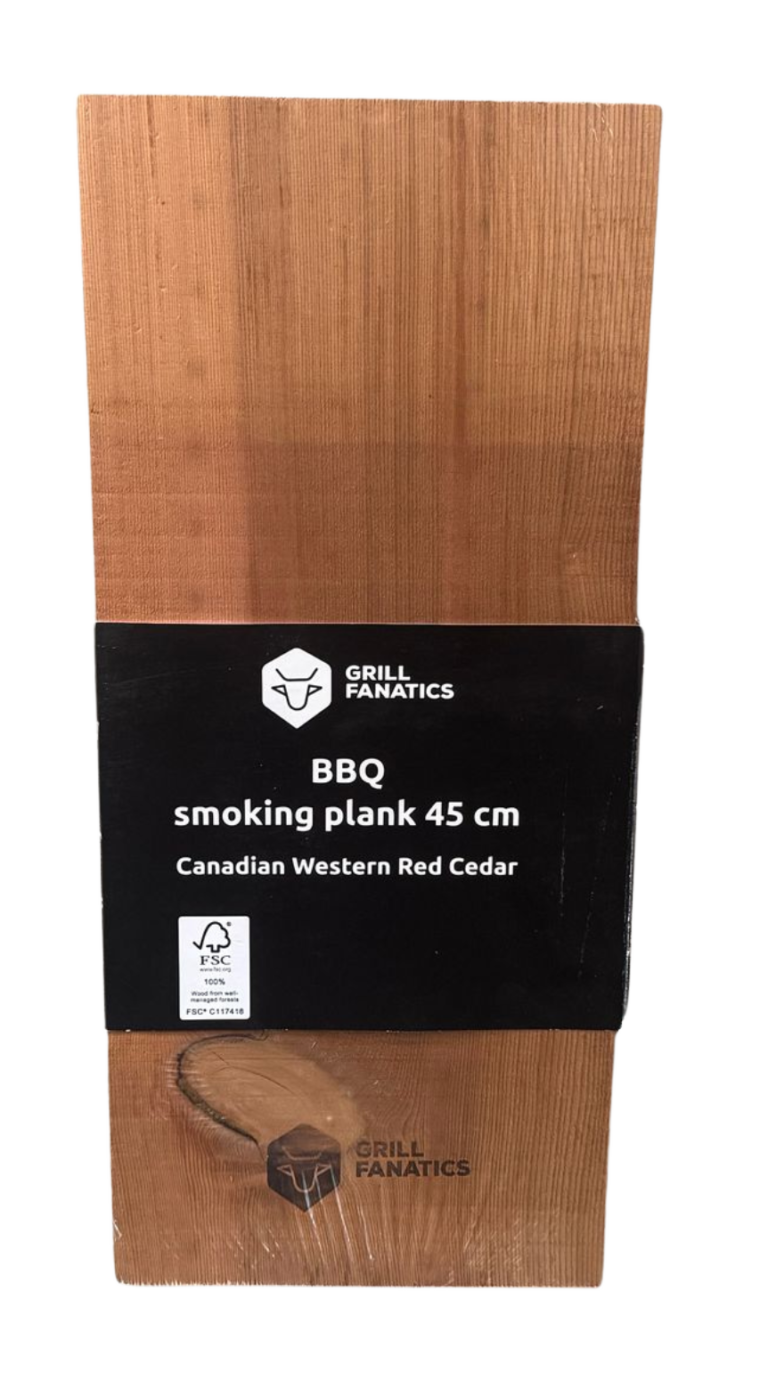 GRILL
FANATICS
BBQ
smoking plank 45 cm
Canadian Western Red Cedar
FSC
www.fsc.org
100%
Wood from well-
managed forests
FSC® C117418
GRILL
FANATICS